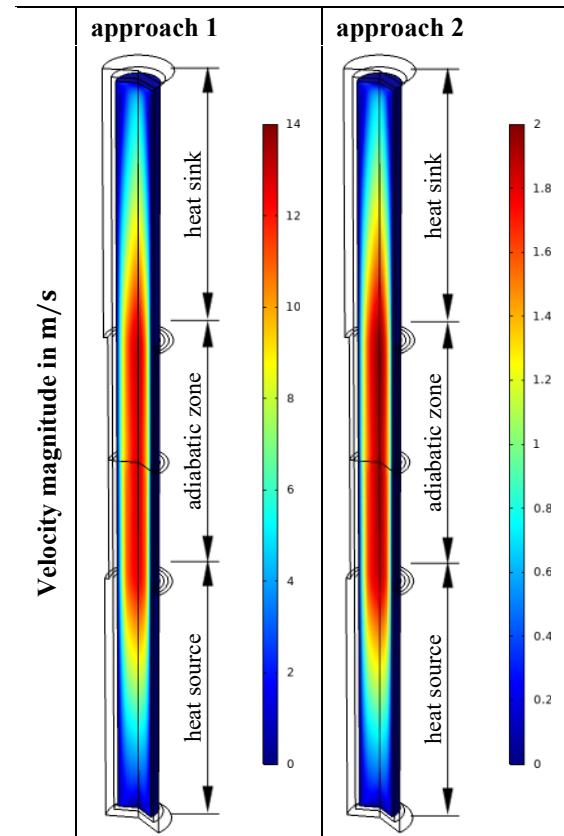 approach 1
approach 2
Velocity magnitude in m/s
heat sink
adiabatic zone
heat source
14
12
10
8
6
4
2
0
heat sink
adiabatic zone
heat source
2
1.8
1.6
1.4
1.2
1
0.8
0.6
0.4
0.2
0